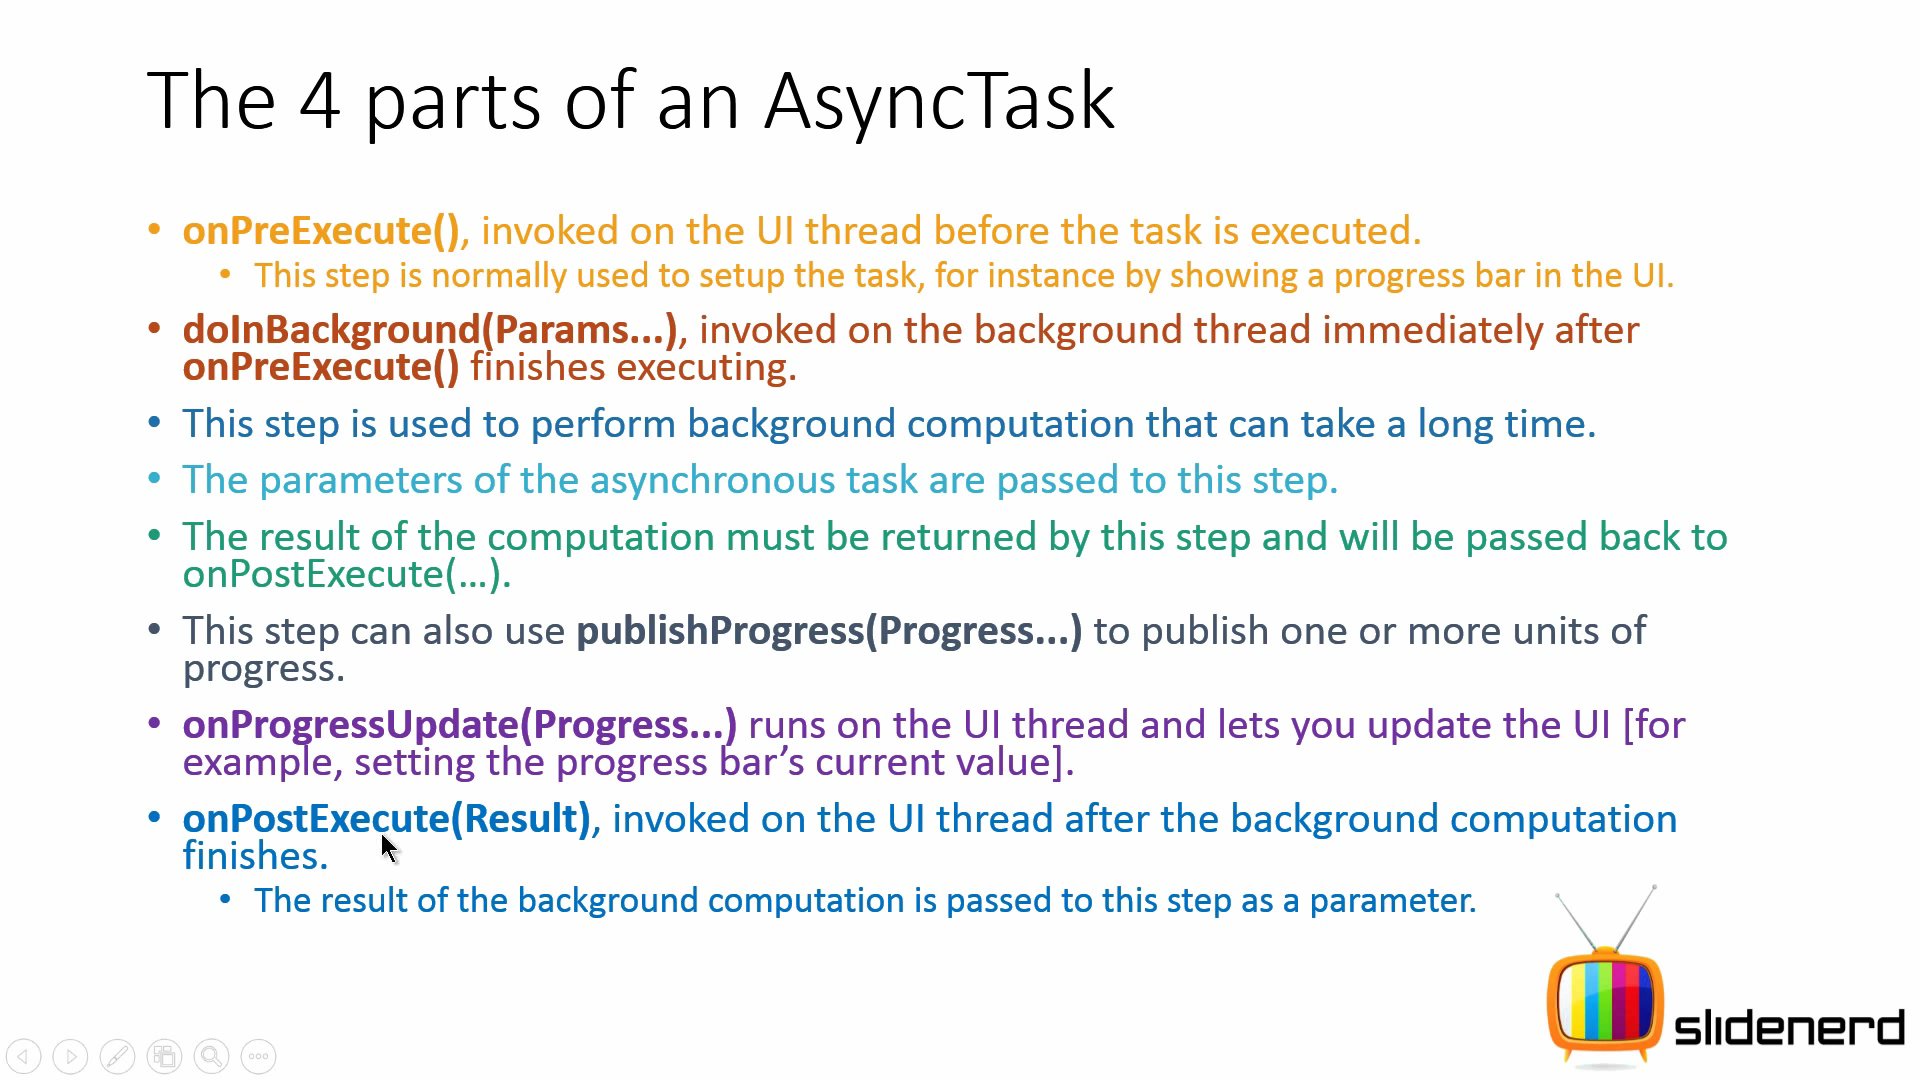 The 4 parts of an AsyncTask
• onPreExecute(), invoked on the UI thread before the task is executed.
• This step is normally used to setup the task, for instance by showing a progress bar in the UI.
• doInBackground(Params...), invoked on the background thread immediately after
onPreExecute() finishes executing.
• This step is used to perform background computation that can take a long time.
• The parameters of the asynchronous task are passed to this step.
• The result of the computation must be returned by this step and will be passed back to
onPostExecute(…).
• This step can also use publishProgress(Progress...) to publish one or more units of
progress.
• onProgressUpdate(Progress...) runs on the UI thread and lets you update the UI [for
example, setting the progress bar’s current value].
• onPostExecute(Result), invoked on the UI thread after the background computation
finishes.
• The result of the background computation is passed to this step as a parameter.
slidenerd